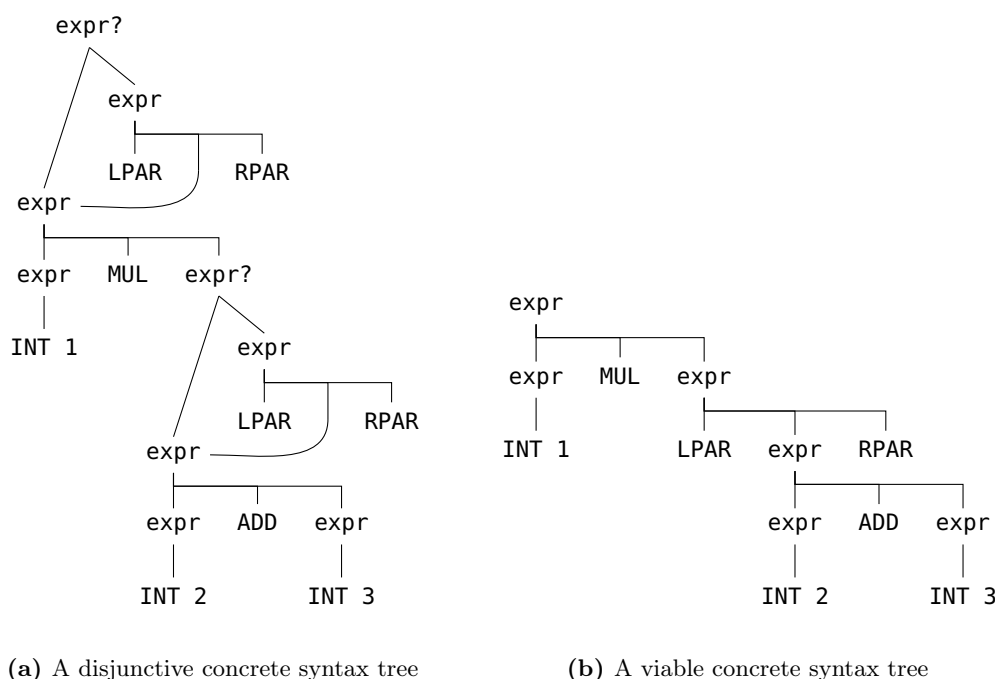 expr?
expr
LPAR RPAR
expr
expr MUL expr?
INT 1
expr
LPAR RPAR
expr
expr ADD expr
INT 2 INT 3
(a) A disjunctive concrete syntax tree
expr
expr MUL expr
INT 1 LPAR expr RPAR
expr ADD expr
INT 2 INT 3
(b) A viable concrete syntax tree